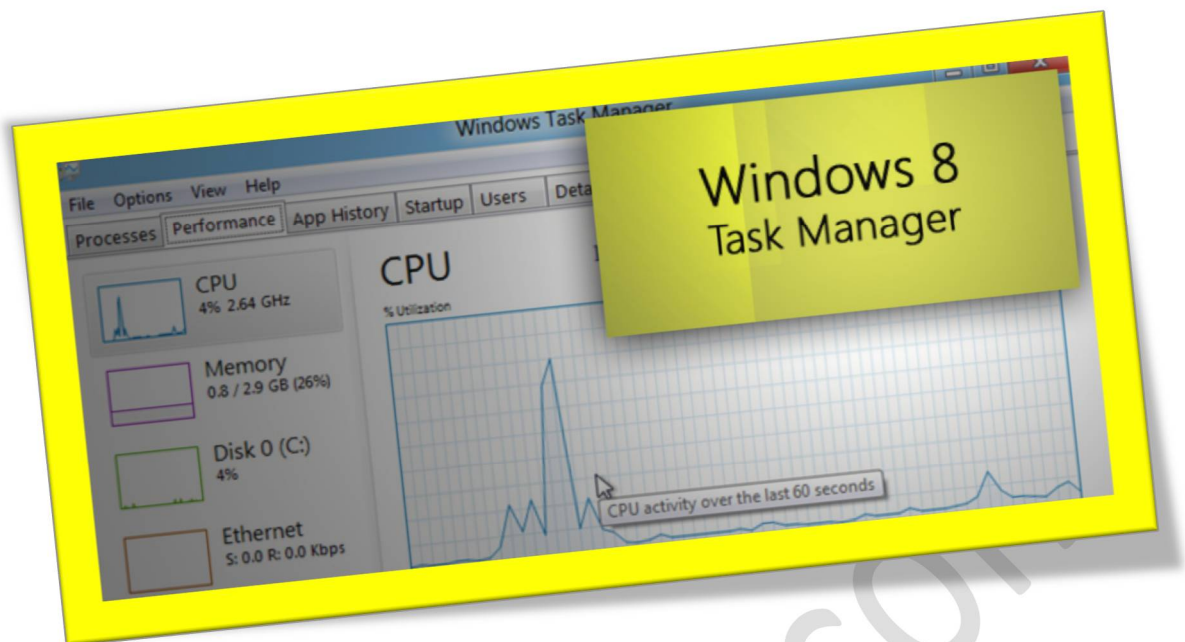 Windows Task Manager
File Options View Help
Processes Performance App History Startup Users
Windows 8
Task Manager
CPU
4% 2.64 GHz
Memory
0.8 / 2.9 GB (26%)
Disk 0 (C:)
4%
Ethernet
S: 0.0 R: 0.0 Kbps
CPU
% Utilization
CPU activity over the last 60 seconds